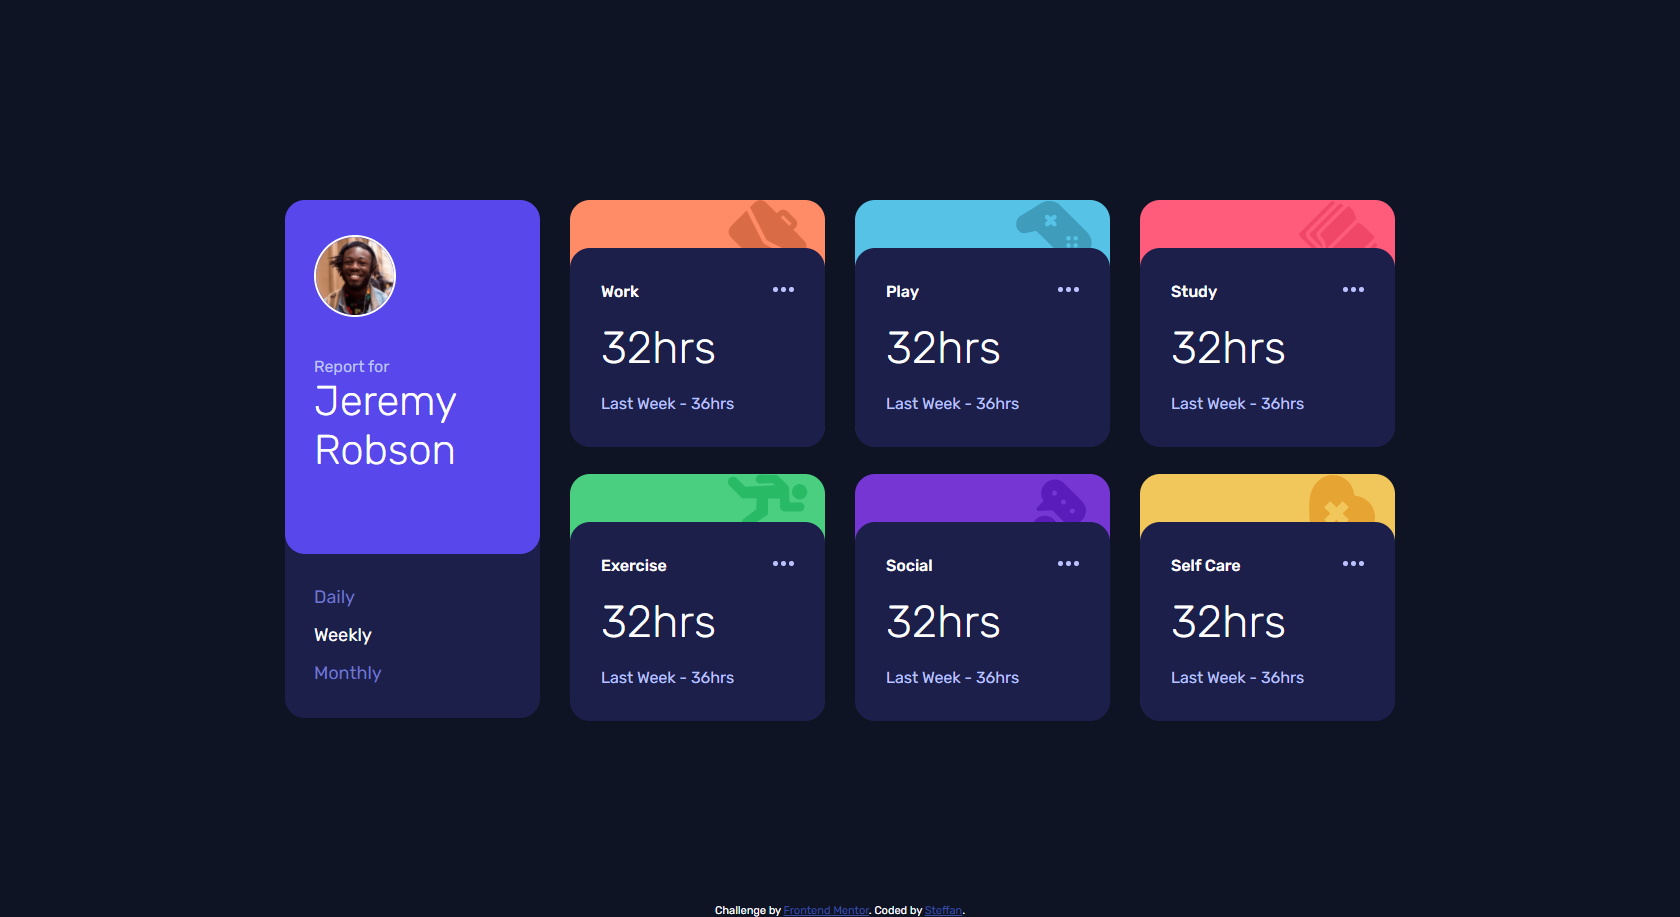 Report for
Jeremy
Robson
Daily
Weekly
Monthly
Work
32hrs
Last Week - 36hrs
Play
32hrs
Last Week - 36hrs
Study
32hrs
Last Week - 36hrs
Exercise
32hrs
Last Week - 36hrs
Social
32hrs
Last Week - 36hrs
Self Care
32hrs
Last Week - 36hrs
Challenge by Frontend Mentor. Coded by Steffan.